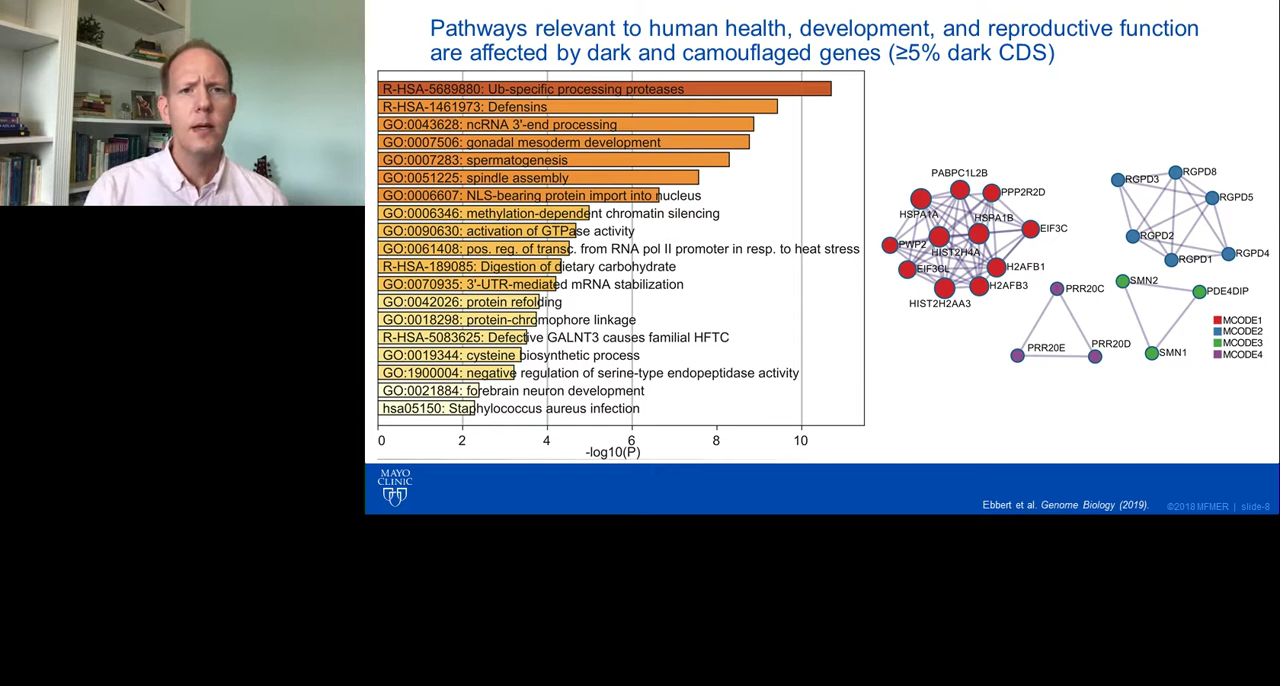 Pathways relevant to human health, development, and reproductive function
are affected by dark and camouflaged genes (≥5% dark CDS)
R-HSA-5689880: Ub-specific processing proteases
R-HSA-1461973: Defensins
GO:0043628: ncRNA 3'-end processing
GO:0007506: gonadal mesoderm development
GO:0007283: spermatogenesis
GO:0051225: spindle assembly
GO:0006607: NLS-bearing protein import into nucleus
GO:0006346: methylation-dependent chromatin silencing
GO:0090630: activation of GTPase activity
GO:0061408: pos. reg. of transc. from RNA pol II promoter in resp. to heat stress
R-HSA-189085: Digestion of dietary carbohydrate
GO:0070935: 3'-UTR-mediated mRNA stabilization
GO:0042026: protein refolding
GO:0018298: protein-chromophore linkage
R-HSA-5083625: Defective GALNT3 causes familial HFTC
GO:0019344: cysteine biosynthetic process
GO:1900004: negative regulation of serine-type endopeptidase activity
GO:0021884: forebrain neuron development
hsa05150: Staphylococcus aureus infection
0 2 4 6 8 10
-log10(P)
PABPC1L2B
PPP2R2D
HSPA1A
HSPA1B
EIF3C
PWP2
HIST2H4A
EIF3CL
H2AFB1
H2AFB3
HIST2H2AA3
RGPD8
RGPD3
RGPD5
RGPD2
RGPD4
RGPD1
PRR20C
PRR20E
PRR20D
SMN2
PDE4DIP
SMN1
MCODE1
MCODE2
MCODE3
MCODE4
MAYO
CLINIC
Ebbert et al. Genome Biology (2019).
©2018 MFMER | slide-8